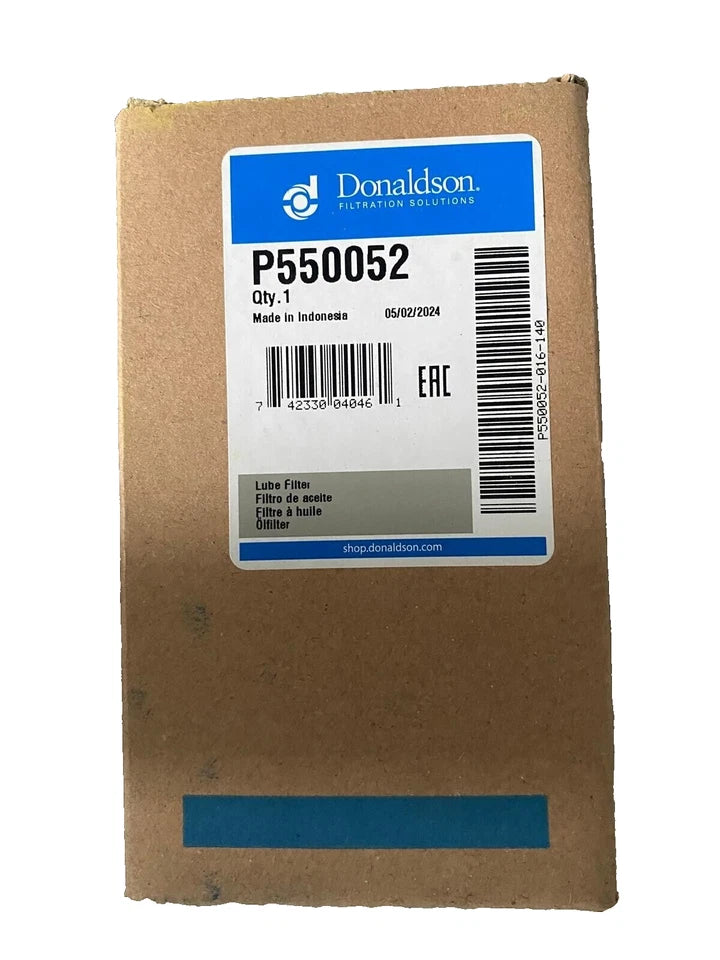 Donaldson.
FILTRATION SOLUTIONS
P550052
Qty.1
Made in Indonesia 05/02/2024
7 42330 04046 1
EAC
P550052-016-140
Lube Filter
Filtro de aceite
Filtre à huile
Ölfilter
shop.donaldson.com